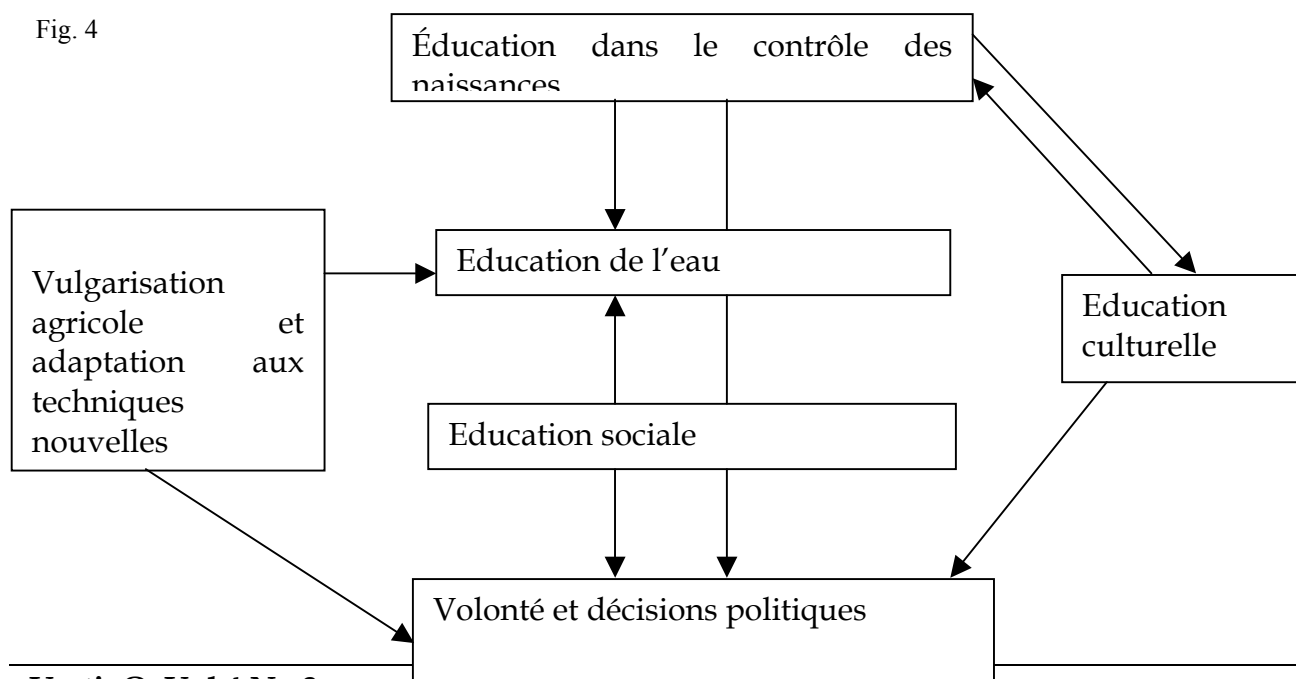 Fig. 4
Éducation dans le contrôle des
naissances
Education de l'eau
Vulgarisation
agricole et
adaptation aux
techniques
nouvelles
Education
culturelle
Education sociale
Volonté et décisions politiques